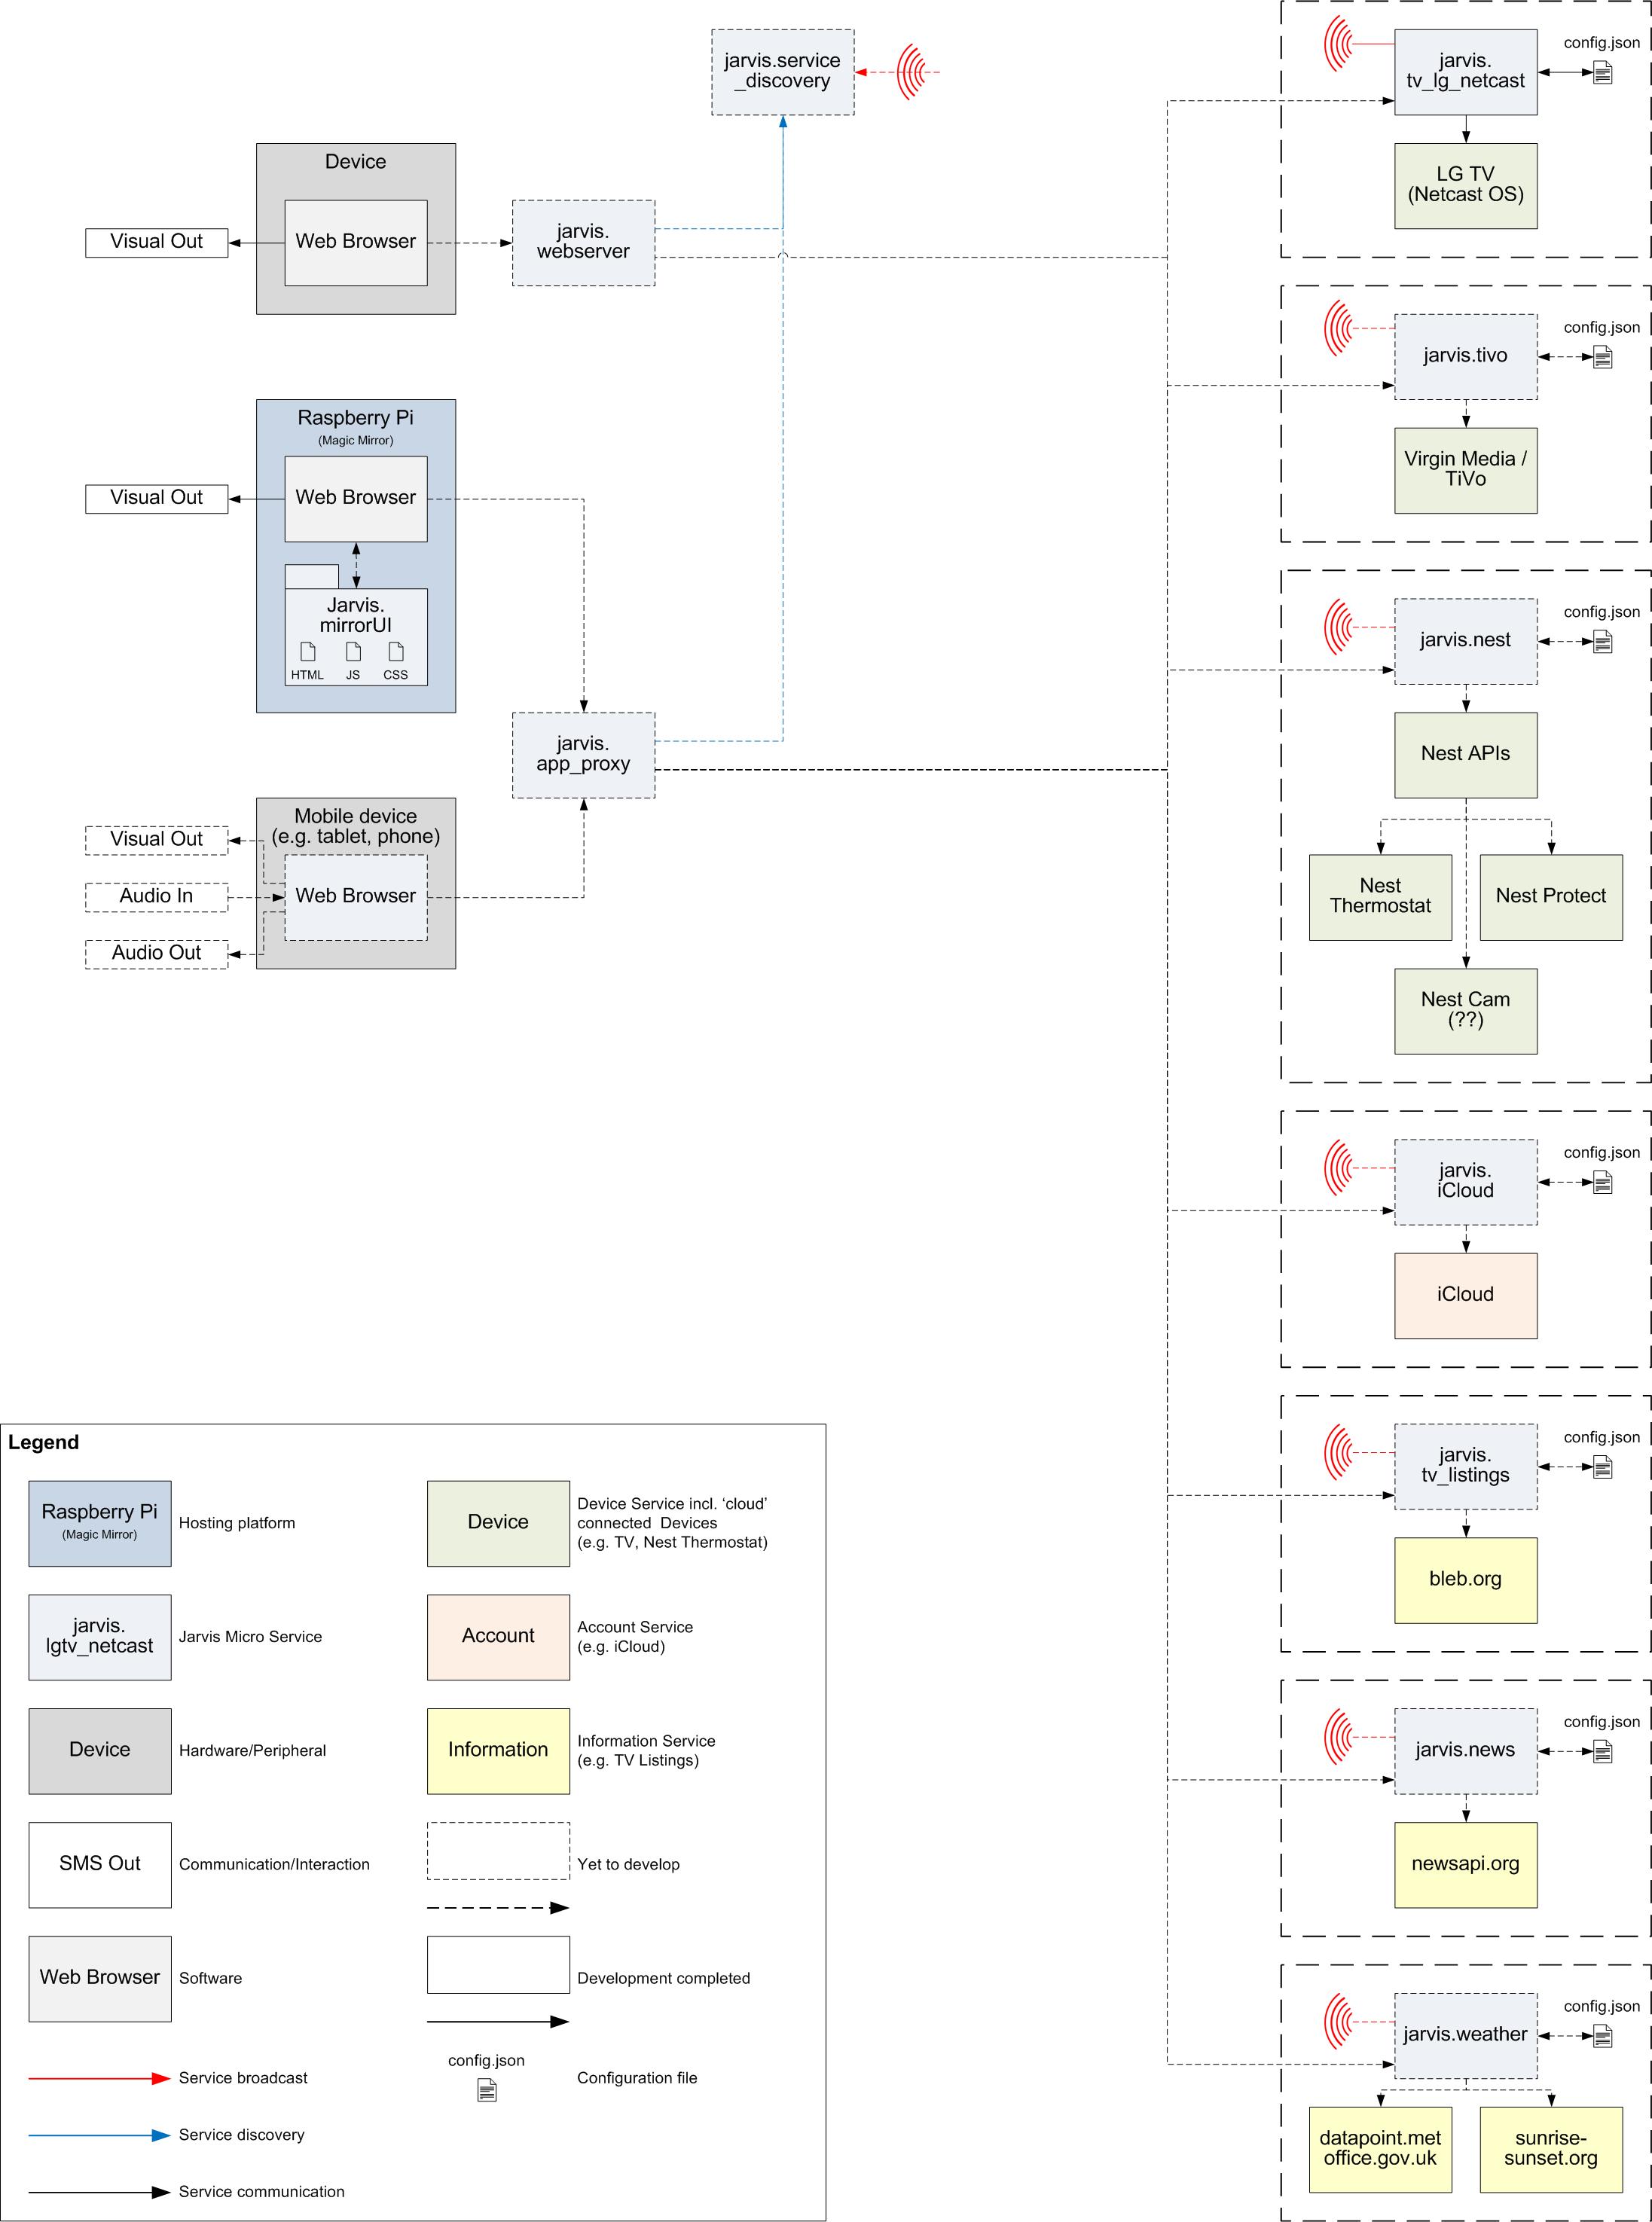 jarvis.service
_discovery
Device
Web Browser
Visual Out
jarvis.
webserver
Raspberry Pi
(Magic Mirror)
Web Browser
Visual Out
Jarvis.
mirrorUI
HTML
JS
CSS
jarvis.
app_proxy
Mobile device
(e.g. tablet, phone)
Visual Out
Web Browser
Audio In
Audio Out
jarvis.
tv_lg_netcast
config.json
LG TV
(Netcast OS)
jarvis.tivo
config.json
Virgin Media /
TiVo
jarvis.nest
config.json
Nest APIs
Nest
Thermostat
Nest Protect
Nest Cam
(??)
jarvis.
iCloud
config.json
iCloud
jarvis.
tv_listings
config.json
bleb.org
jarvis.news
config.json
newsapi.org
jarvis.weather
config.json
datapoint.met
office.gov.uk
sunrise-
sunset.org
Legend
Raspberry Pi
(Magic Mirror)
Hosting platform
jarvis.
lgtv_netcast
Jarvis Micro Service
Device
Hardware/Peripheral
SMS Out
Communication/Interaction
Web Browser
Software
Service broadcast
Service discovery
Service communication
Device
Device Service incl. ‘cloud’
connected Devices
(e.g. TV, Nest Thermostat)
Account
Account Service
(e.g. iCloud)
Information
Information Service
(e.g. TV Listings)
Yet to develop
Development completed
config.json
Configuration file